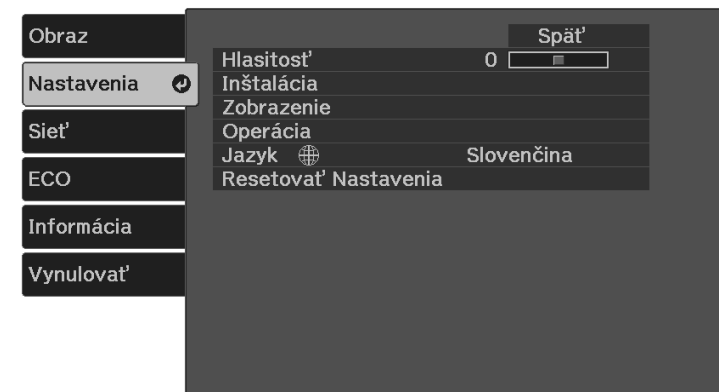 Obraz
Nastavenia
Sieť
ECO
Informácia
Vynulovať
Späť
Hlasitosť 0
Inštalácia
Zobrazenie
Operácia
Jazyk Slovenčina
Resetovať Nastavenia